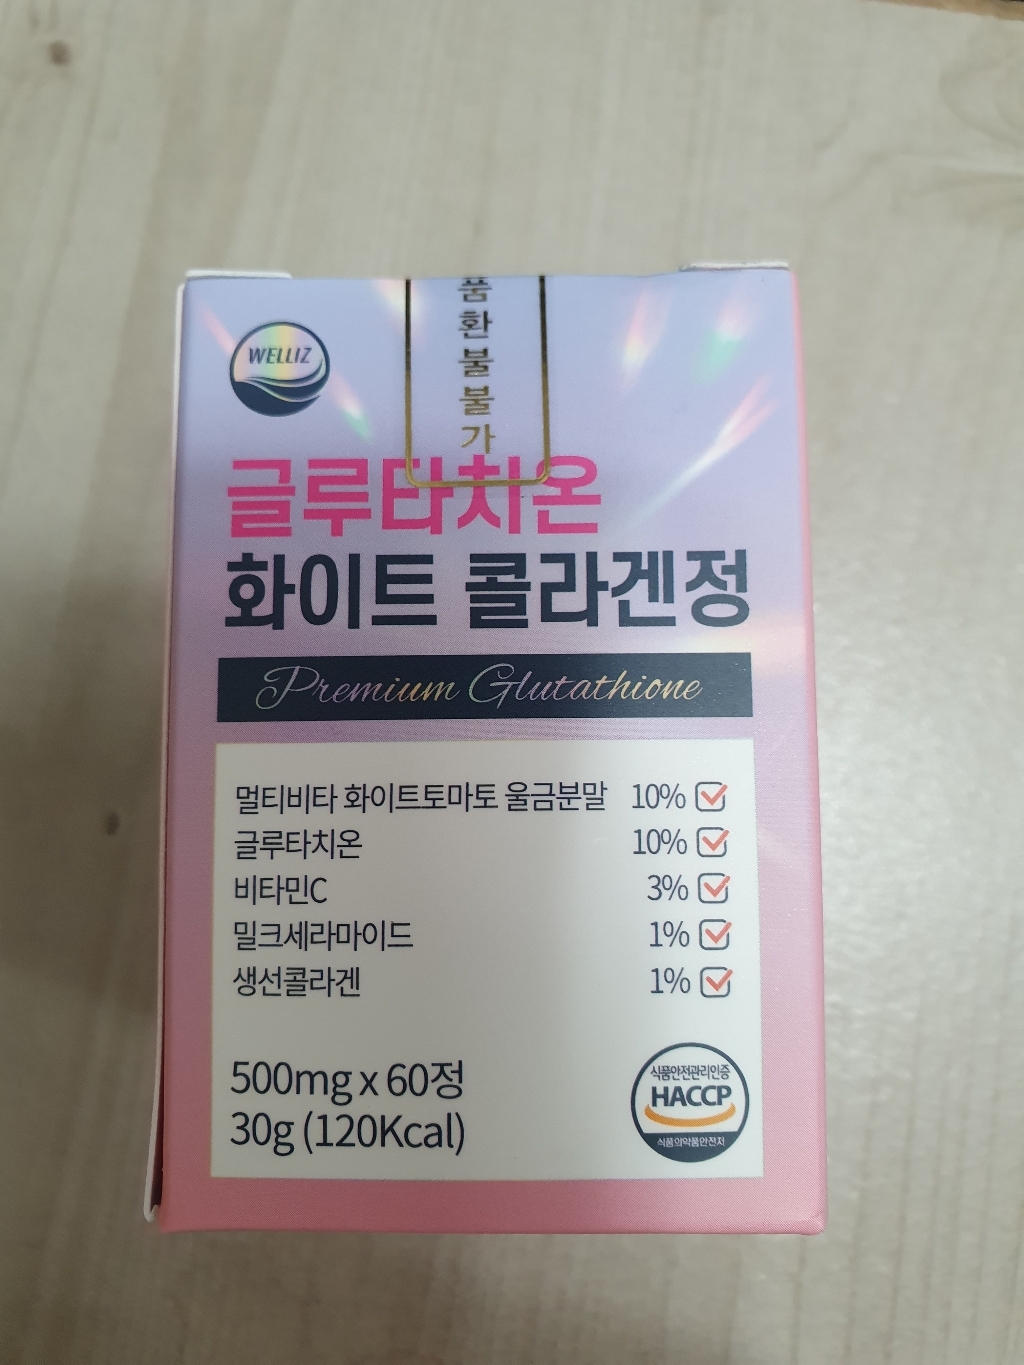 품
환
불
불
가
WELLIZ
글루타치온
화이트 콜라겐정
Premium Glutathione
멀티비타 화이트토마토 울금분말 10%
글루타치온 10%
비타민C 3%
밀크세라마이드 1%
생선콜라겐 1%
500mg x 60정
30g (120Kcal)
식품안전관리인증
HACCP
식품의약품안전처